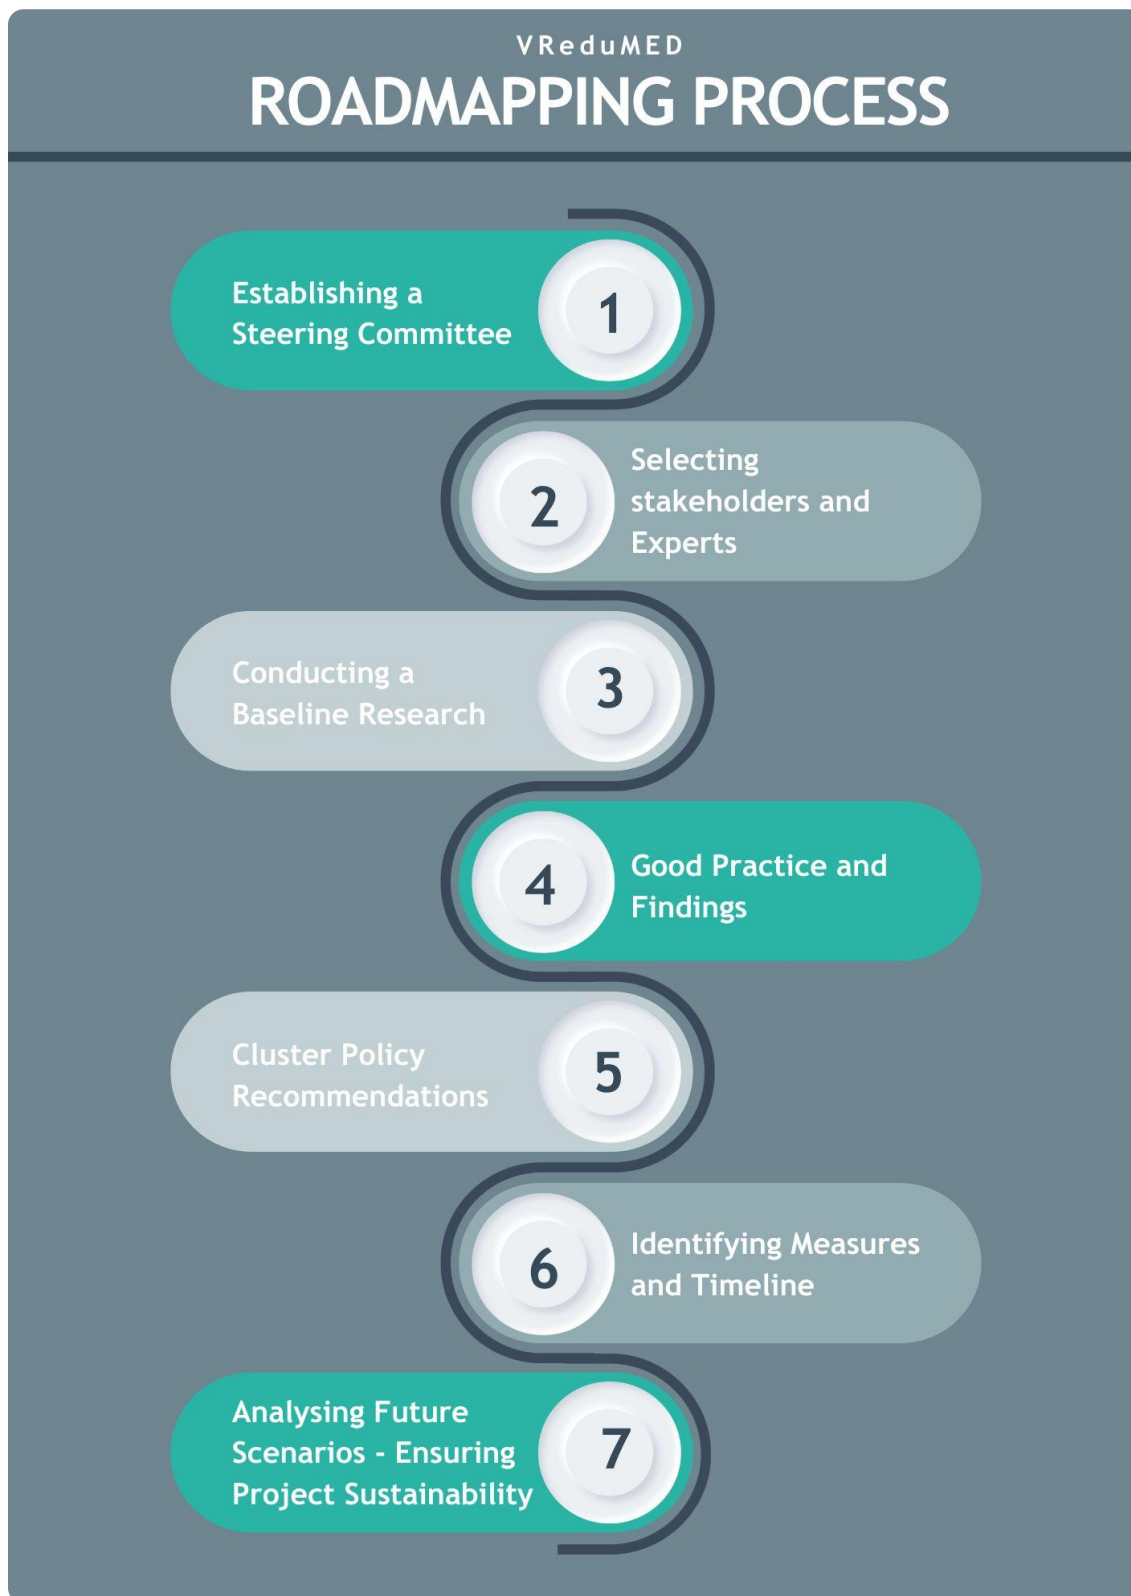 VReduMED
ROADMAPPING PROCESS
Establishing a
Steering Committee
1
2
Selecting
stakeholders and
Experts
Conducting a
Baseline Research
3
4
Good Practice and
Findings
Cluster Policy
Recommendations
5
6
Identifying Measures
and Timeline
Analysing Future
Scenarios - Ensuring
Project Sustainability
7